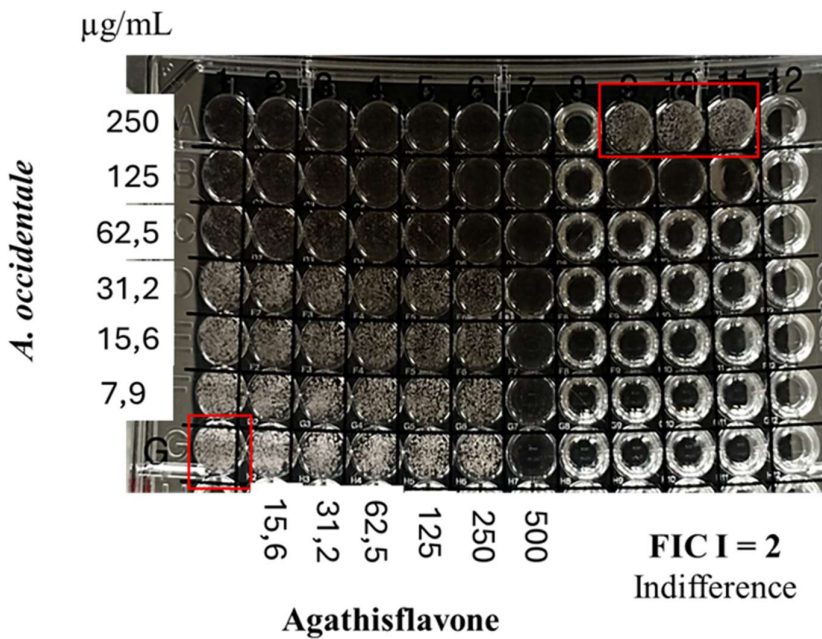 µg/mL
1 2 3 4 5 6 7 8 9 10 11 12
250
125
62,5
31,2
15,6
7,9
A. occidentale
A
B
C
D
E
F
G
G
15,6
31,2
62,5
125
250
500
Agathisflavone
FIC I = 2
Indifference